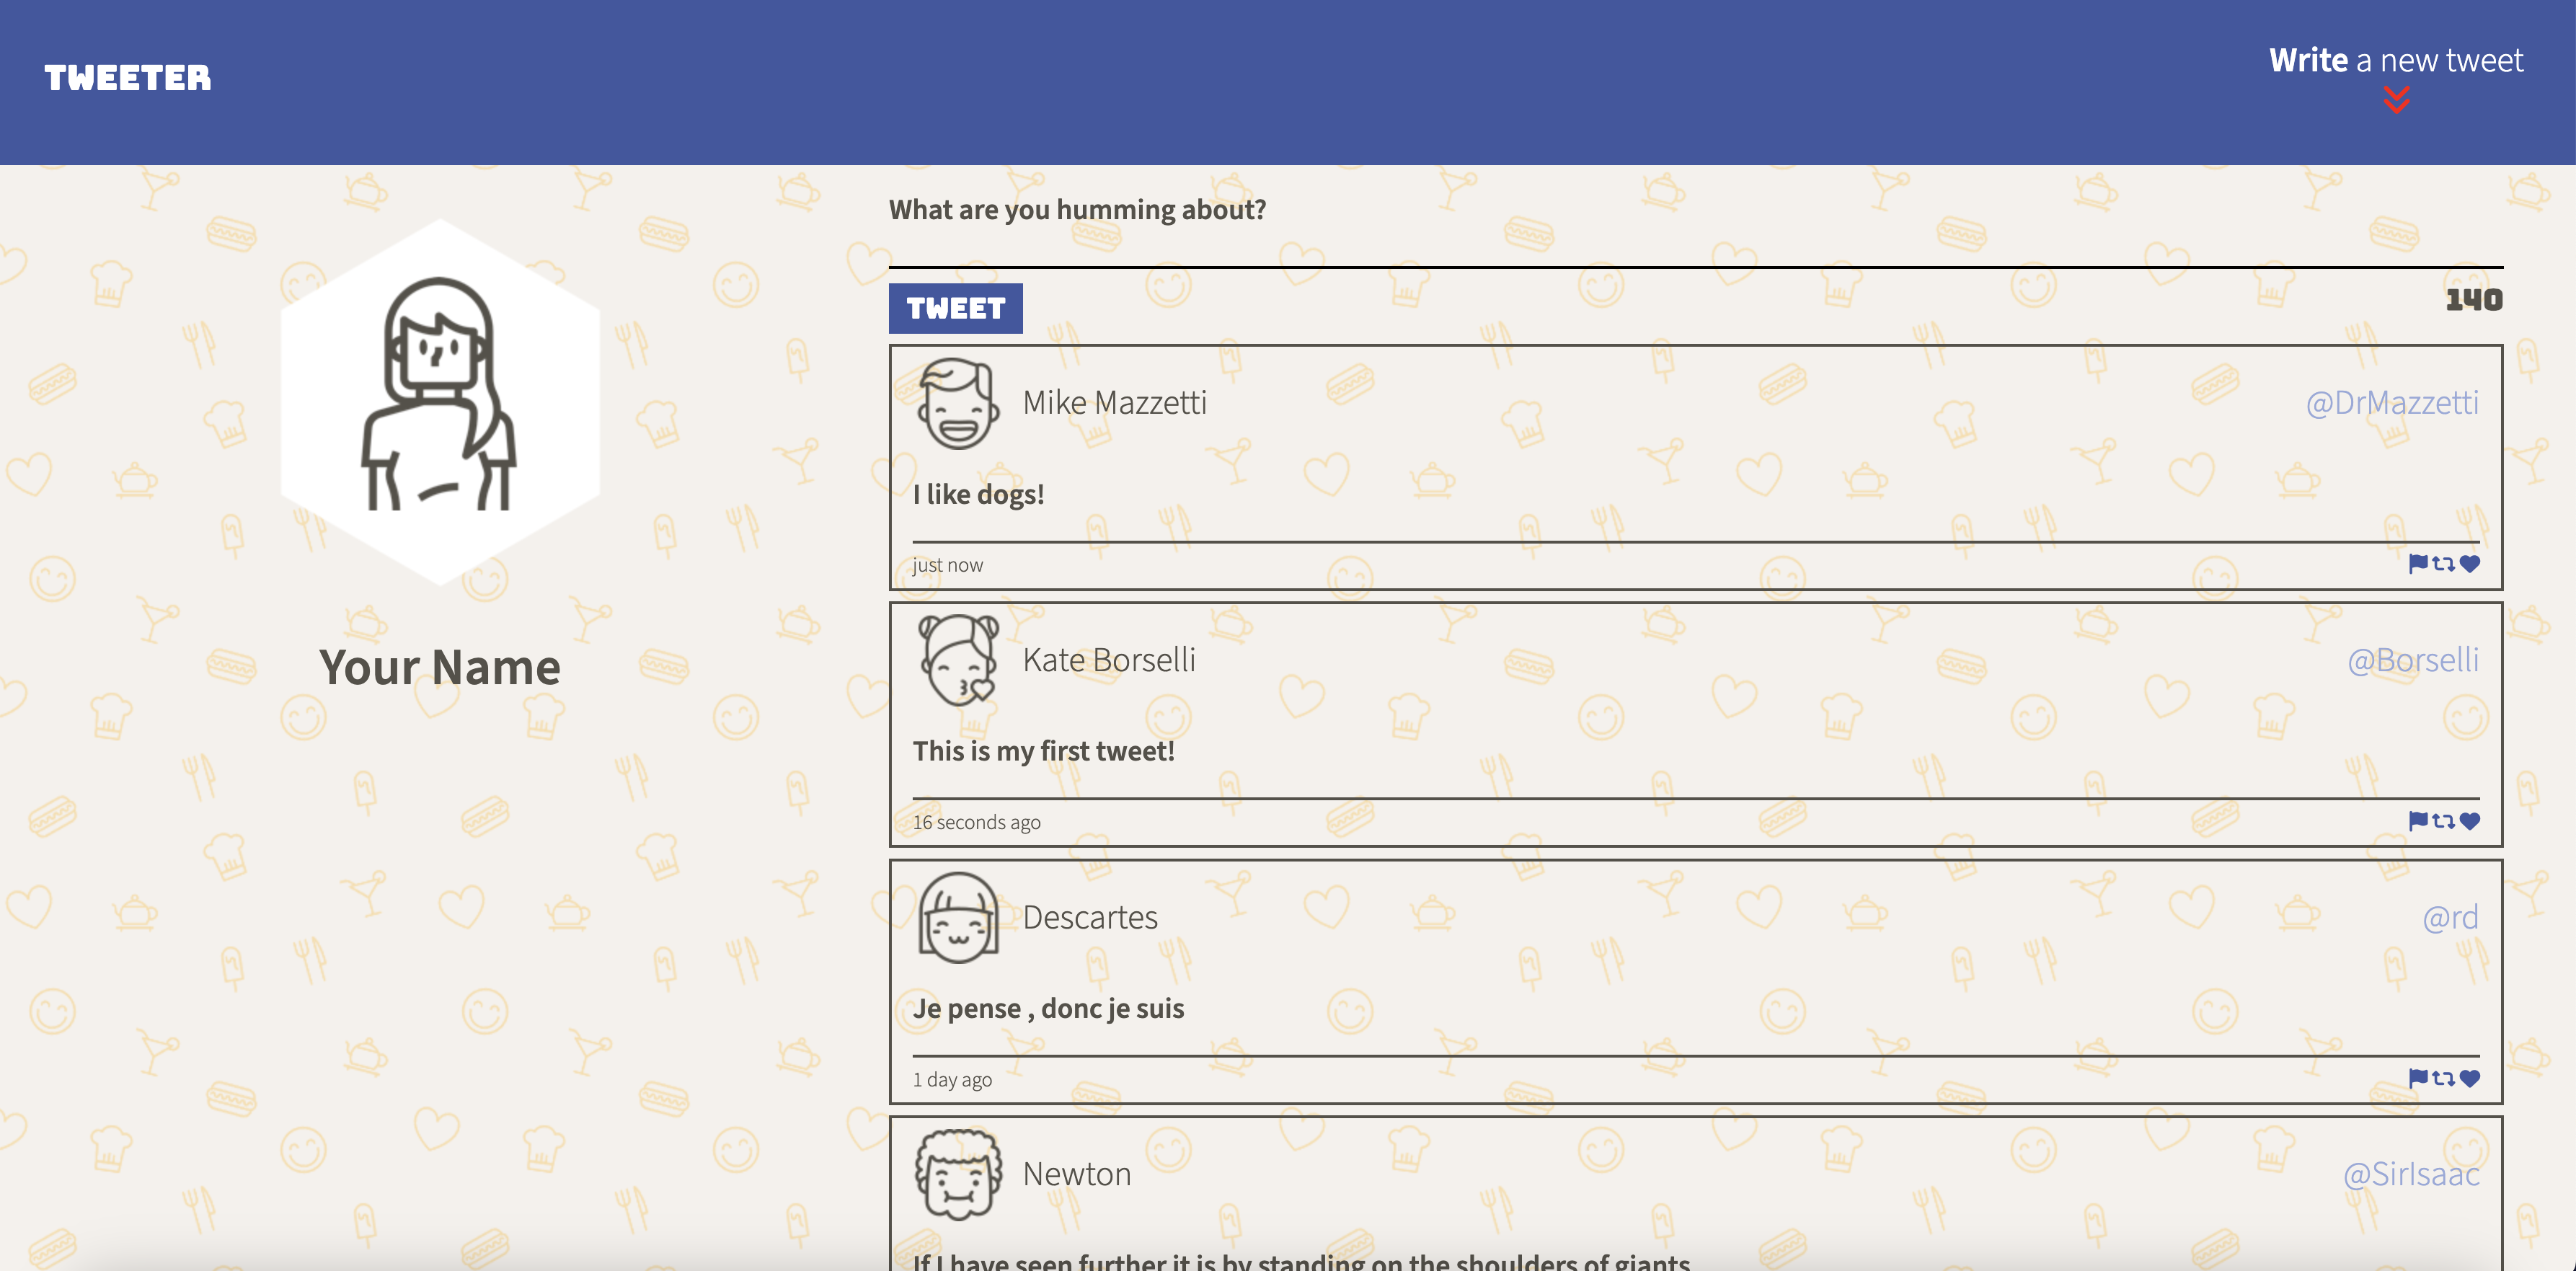 TWEETER
Write a new tweet
Your Name
What are you humming about?
TWEET
140
Mike Mazzetti
@DrMazzetti
I like dogs!
just now
Kate Borselli
@Borselli
This is my first tweet!
16 seconds ago
Descartes
@rd
Je pense , donc je suis
1 day ago
Newton
@SirIsaac
If I have seen further it is by standing on the shoulders of giants